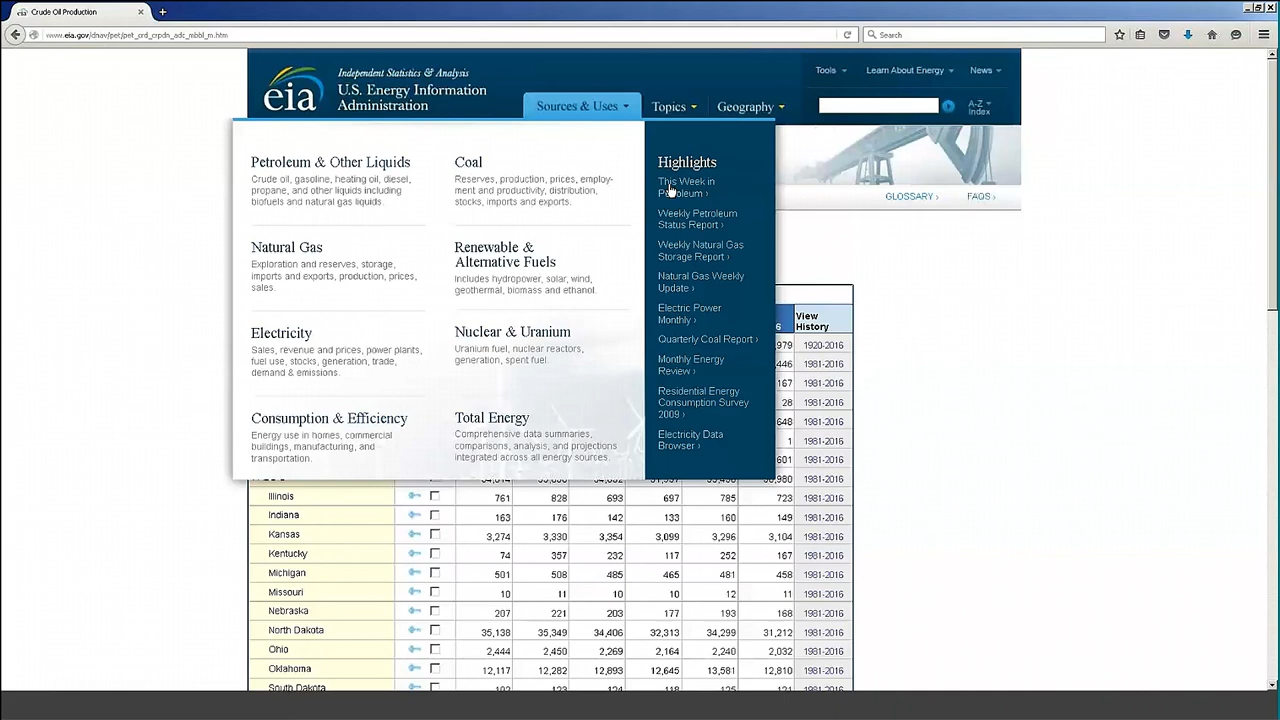 Crude Oil Production
www.eia.gov/dnav/pet/pet_crd_crpdn_adc_mbbl_m.htm
Search
eia
Independent Statistics & Analysis
U.S. Energy Information
Administration
Tools
Learn About Energy
News
Sources & Uses
Topics
Geography
A-Z
Index
GLOSSARY ›
FAQS ›
Petroleum & Other Liquids
Crude oil, gasoline, heating oil, diesel,
propane, and other liquids including
biofuels and natural gas liquids.
Natural Gas
Exploration and reserves, storage,
imports and exports, production, prices,
sales.
Electricity
Sales, revenue and prices, power plants,
fuel use, stocks, generation, trade,
demand & emissions.
Consumption & Efficiency
Energy use in homes, commercial
buildings, manufacturing, and
transportation.
Coal
Reserves, production, prices, employ-
ment and productivity, distribution,
stocks, imports and exports.
Renewable &
Alternative Fuels
Includes hydropower, solar, wind,
geothermal, biomass and ethanol.
Nuclear & Uranium
Uranium fuel, nuclear reactors,
generation, spent fuel.
Total Energy
Comprehensive data summaries,
comparisons, analysis, and projections
integrated across all energy sources.
Highlights
This Week in
Petroleum ›
Weekly Petroleum
Status Report ›
Weekly Natural Gas
Storage Report ›
Natural Gas Weekly
Update ›
Electric Power
Monthly ›
Quarterly Coal Report ›
Monthly Energy
Review ›
Residential Energy
Consumption Survey
2009 ›
Electricity Data
Browser ›
6 View
History
,979 1920-2016
,446 1981-2016
167 1981-2016
28 1981-2016
648 1981-2016
1 1981-2016
601 1981-2016
,980 1981-2016
Illinois 761 828 693 697 785 723 1981-2016
Indiana 163 176 142 133 160 149 1981-2016
Kansas 3,274 3,330 3,354 3,099 3,296 3,104 1981-2016
Kentucky 74 357 232 117 252 167 1981-2016
Michigan 501 508 485 465 481 458 1981-2016
Missouri 10 11 10 10 12 11 1981-2016
Nebraska 207 221 203 177 193 168 1981-2016
North Dakota 35,138 35,349 34,406 32,313 34,299 31,212 1981-2016
Ohio 2,444 2,450 2,269 2,164 2,240 2,032 1981-2016
Oklahoma 12,117 12,282 12,893 12,645 13,581 12,810 1981-2016
South Dakota 1981-2016